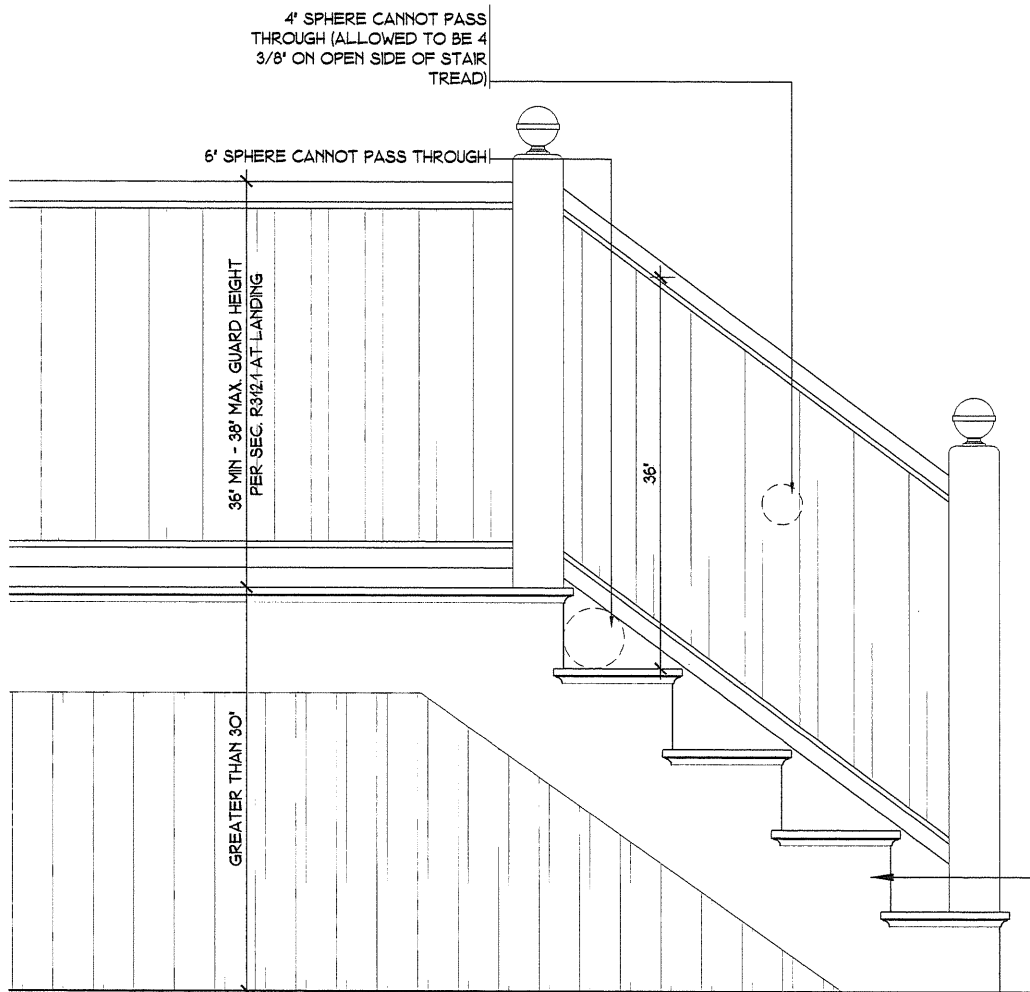 4" SPHERE CANNOT PASS
THROUGH (ALLOWED TO BE 4
3/8" ON OPEN SIDE OF STAIR
TREAD)
6" SPHERE CANNOT PASS THROUGH
36" MIN - 38" MAX. GUARD HEIGHT
PER SEC. R312.1 AT LANDING
36"
GREATER THAN 30"